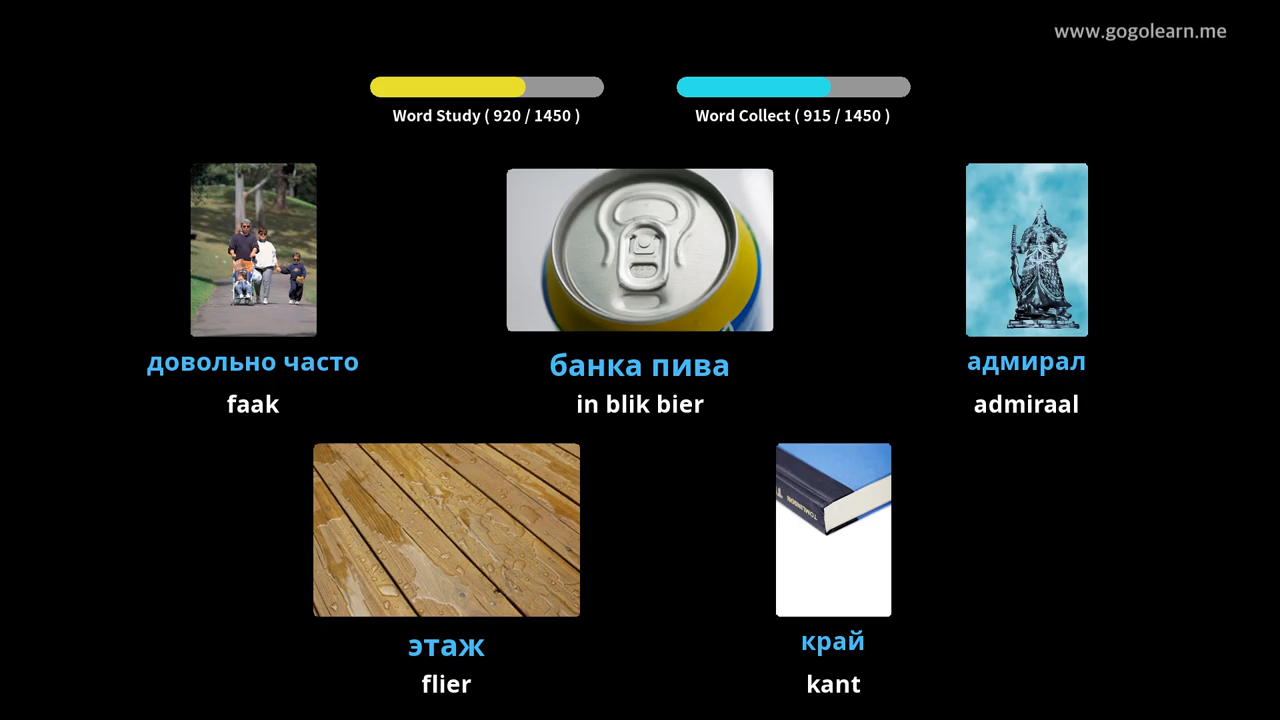 www.gogolearn.me
Word Study ( 920 / 1450 )
Word Collect ( 915 / 1450 )
довольно часто
faak
банка пива
in blik bier
адмирал
admiraal
этаж
flier
край
kant
TOMLINSON